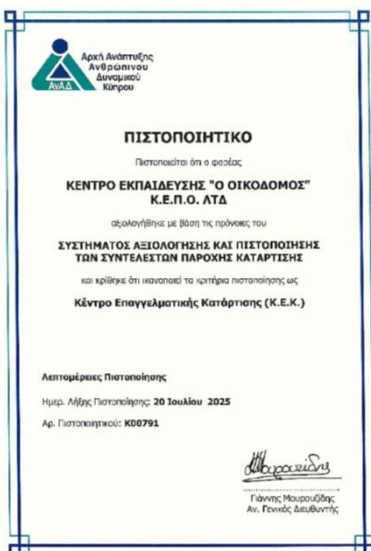 Αρχή Ανάπτυξης
Ανθρώπινου
Δυναμικού
Κύπρου
ΑνΑΔ
ΠΙΣΤΟΠΟΙΗΤΙΚΟ
Πιστοποιείται ότι ο φορέας
ΚΕΝΤΡΟ ΕΚΠΑΙΔΕΥΣΗΣ "Ο ΟΙΚΟΔΟΜΟΣ"
Κ.Ε.Π.Ο. ΛΤΔ
αξιολογήθηκε με βάση τις πρόνοιες του
ΣΥΣΤΗΜΑΤΟΣ ΑΞΙΟΛΟΓΗΣΗΣ ΚΑΙ ΠΙΣΤΟΠΟΙΗΣΗΣ
ΤΩΝ ΣΥΝΤΕΛΕΣΤΩΝ ΠΑΡΟΧΗΣ ΚΑΤΑΡΤΙΣΗΣ
και κρίθηκε ότι ικανοποιεί τα κριτήρια πιστοποίησης ως
Κέντρο Επαγγελματικής Κατάρτισης (Κ.Ε.Κ.)
Λεπτομέρειες Πιστοποίησης
Ημερ. Λήξης Πιστοποίησης: 20 Ιουλίου 2025
Αρ. Πιστοποιητικού: Κ00791
Γιάννης Μουρουζίδης
Αν. Γενικός Διευθυντής